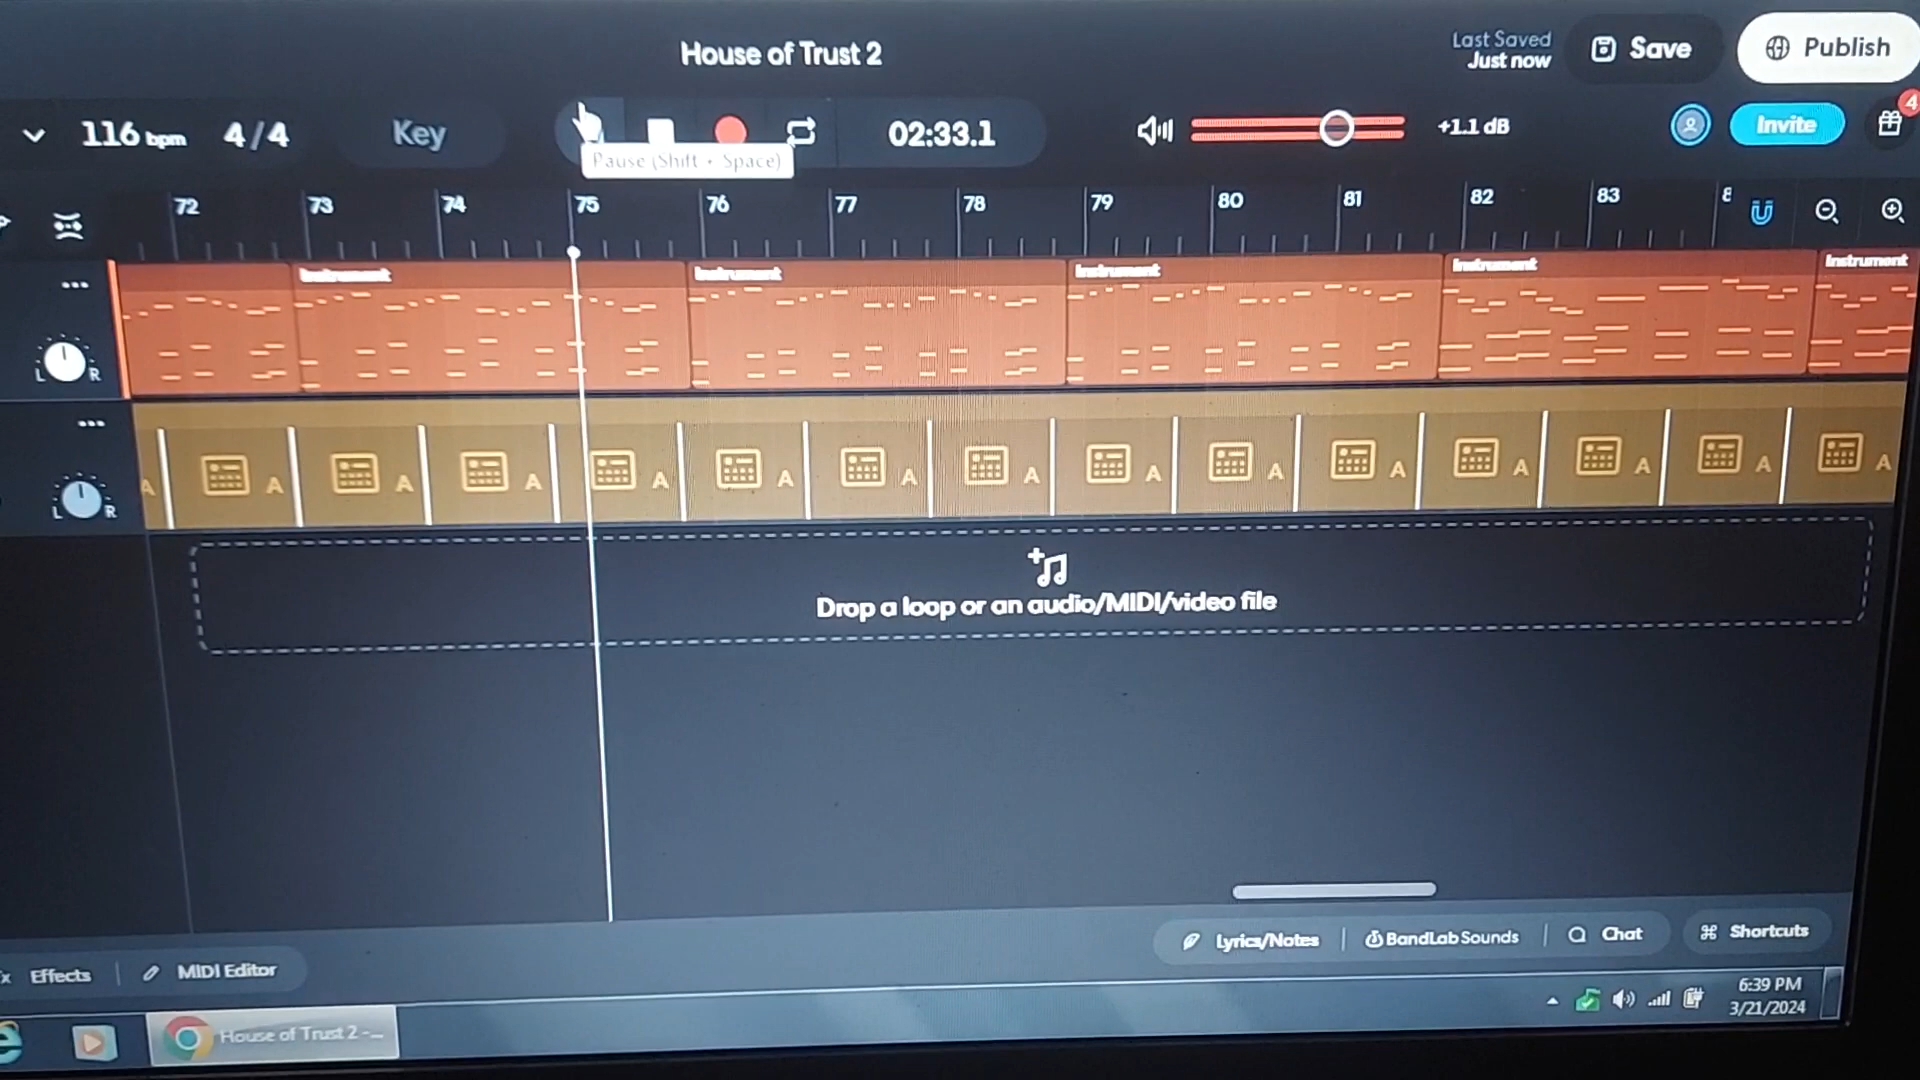 House of Trust 2
Last Saved
Just now
Save
Publish
116 bpm
4/4
Key
02:33.1
+1.1 dB
Invite
4
Pause (Shift + Space)
72 73 74 75 76 77 78 79 80 81 82 83 8
Instrument Instrument Instrument Instrument Instrument
L R
A A A A A A A A A A A A A A A
L R
Drop a loop or an audio/MIDI/video file
Lyrics/Notes
BandLab Sounds
Chat
Shortcuts
x Effects
MIDI Editor
6:39 PM
3/21/2024
House of Trust 2 -...